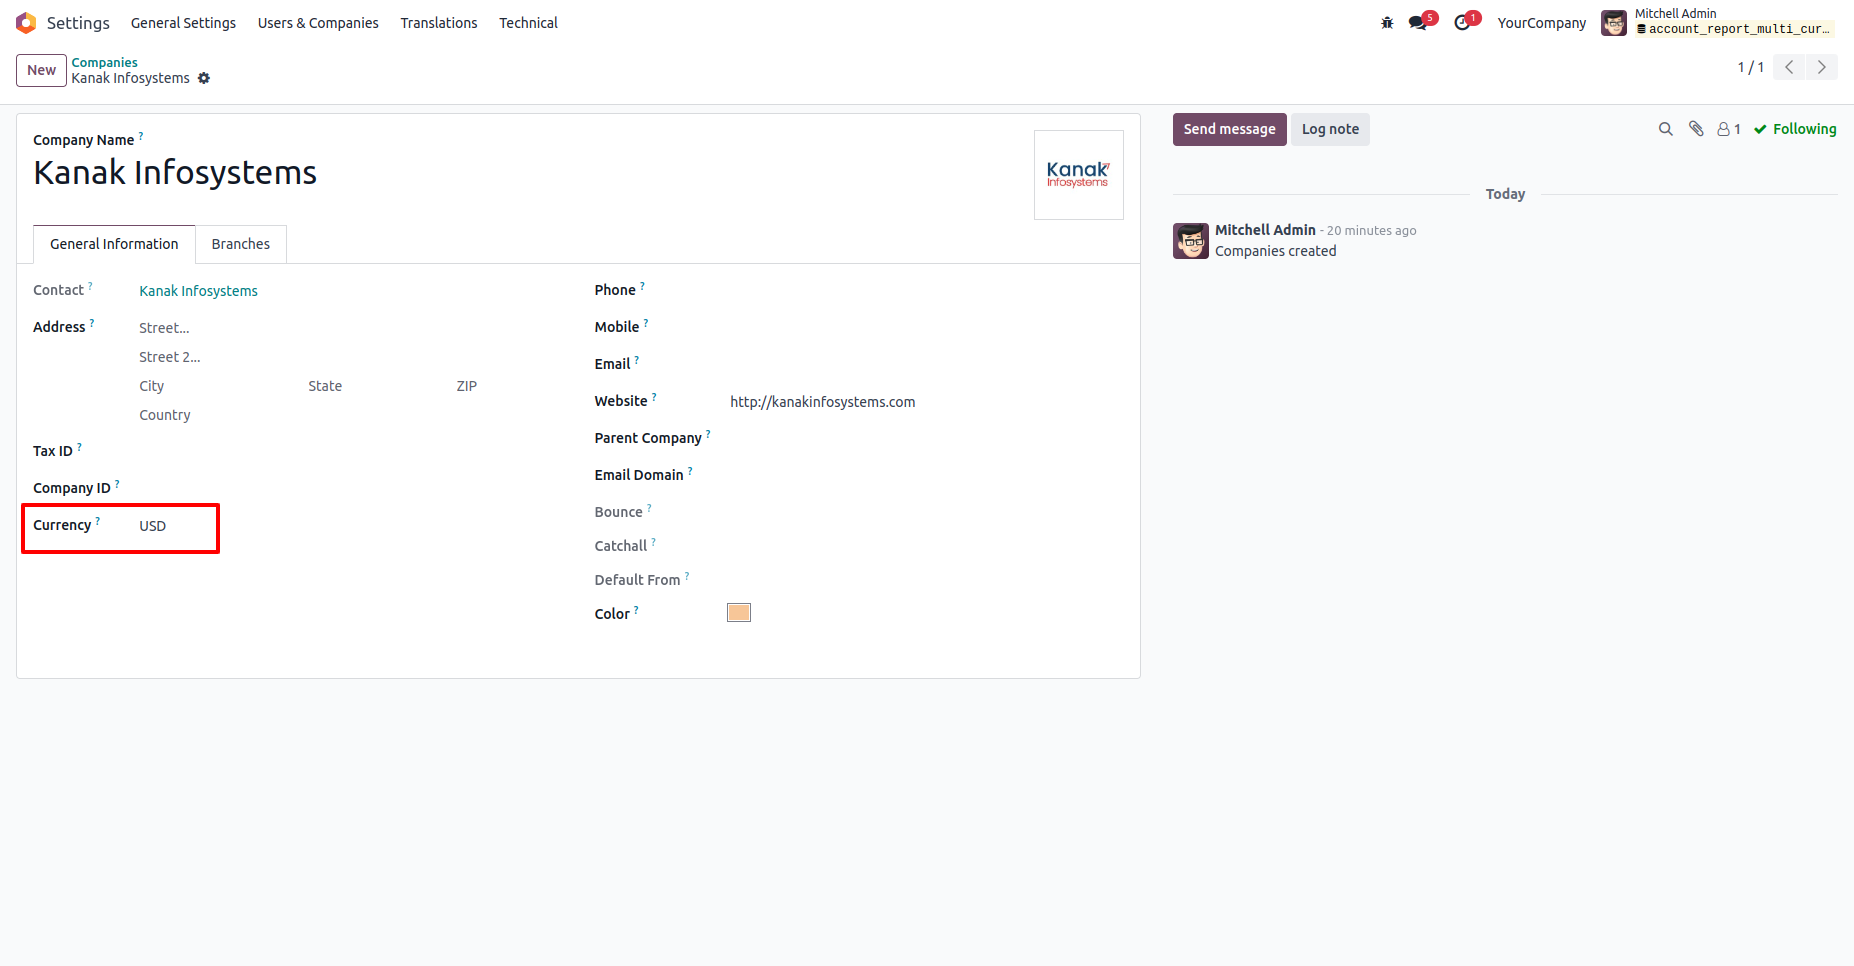 Settings General Settings Users & Companies Translations Technical 5 1 YourCompany Mitchell Admin
account_report_multi_cur...
New Companies
Kanak Infosystems
1 / 1
Company Name ?
Kanak Infosystems
Kanak
Infosystems
General Information Branches
Contact ? Kanak Infosystems
Address ? Street...
Street 2...
City State ZIP
Country
Tax ID ?
Company ID ?
Currency ? USD
Phone ?
Mobile ?
Email ?
Website ? http://kanakinfosystems.com
Parent Company ?
Email Domain ?
Bounce ?
Catchall ?
Default From ?
Color ?
Send message Log note 1 Following
Today
Mitchell Admin - 20 minutes ago
Companies created